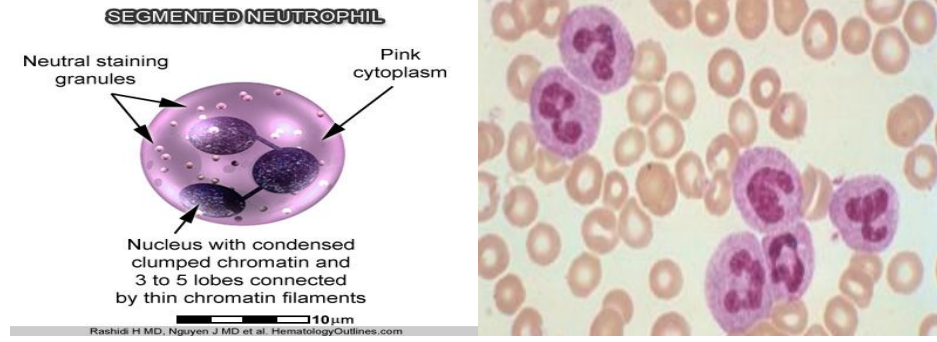 SEGMENTED NEUTROPHIL
Neutral staining
granules
Pink
cytoplasm
Nucleus with condensed
clumped chromatin and
3 to 5 lobes connected
by thin chromatin filaments
10µm
Rashidi H MD, Nguyen J MD et al. HematologyOutlines.com